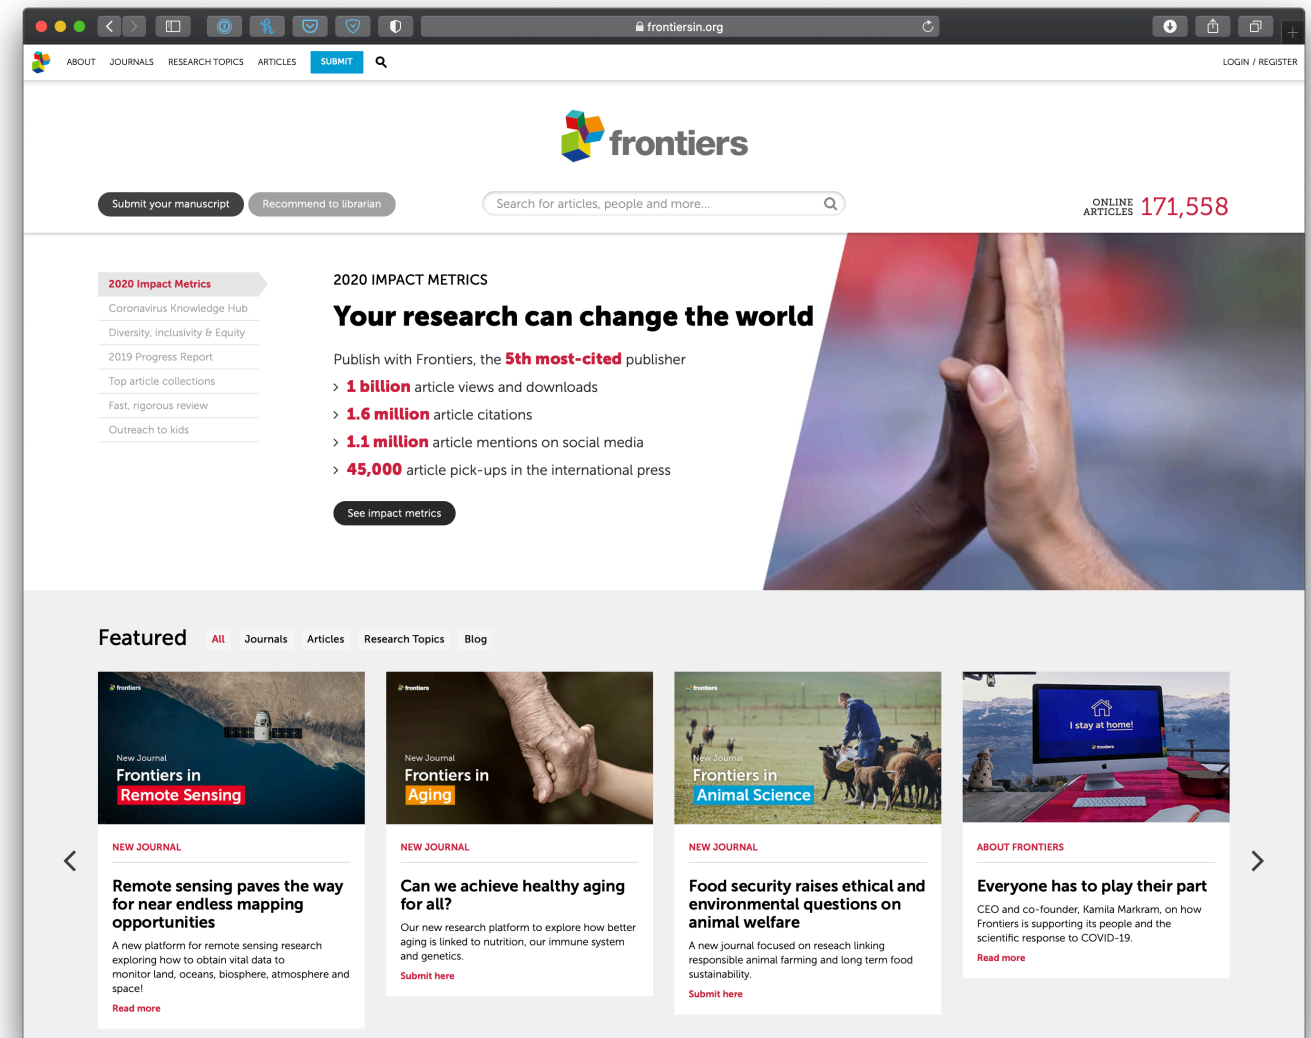 frontiersin.org
ABOUT JOURNALS RESEARCH TOPICS ARTICLES SUBMIT LOGIN / REGISTER
frontiers
Submit your manuscript Recommend to librarian Search for articles, people and more... ONLINE ARTICLES 171,558
2020 Impact Metrics
Coronavirus Knowledge Hub
Diversity, inclusivity & Equity
2019 Progress Report
Top article collections
Fast, rigorous review
Outreach to kids
2020 IMPACT METRICS
Your research can change the world
Publish with Frontiers, the 5th most-cited publisher
> 1 billion article views and downloads
> 1.6 million article citations
> 1.1 million article mentions on social media
> 45,000 article pick-ups in the international press
See impact metrics
Featured All Journals Articles Research Topics Blog
frontiers
New Journal
Frontiers in
Remote Sensing
NEW JOURNAL
Remote sensing paves the way
for near endless mapping
opportunities
A new platform for remote sensing research
exploring how to obtain vital data to
monitor land, oceans, biosphere, atmosphere and
space!
Read more
frontiers
New Journal
Frontiers in
Aging
NEW JOURNAL
Can we achieve healthy aging
for all?
Our new research platform to explore how better
aging is linked to nutrition, our immune system
and genetics.
Submit here
frontiers
New Journal
Frontiers in
Animal Science
NEW JOURNAL
Food security raises ethical and
environmental questions on
animal welfare
A new journal focused on reseach linking
responsible animal farming and long term food
sustainability.
Submit here
I stay at home!
frontiers
ABOUT FRONTIERS
Everyone has to play their part
CEO and co-founder, Kamila Markram, on how
Frontiers is supporting its people and the
scientific response to COVID-19.
Read more